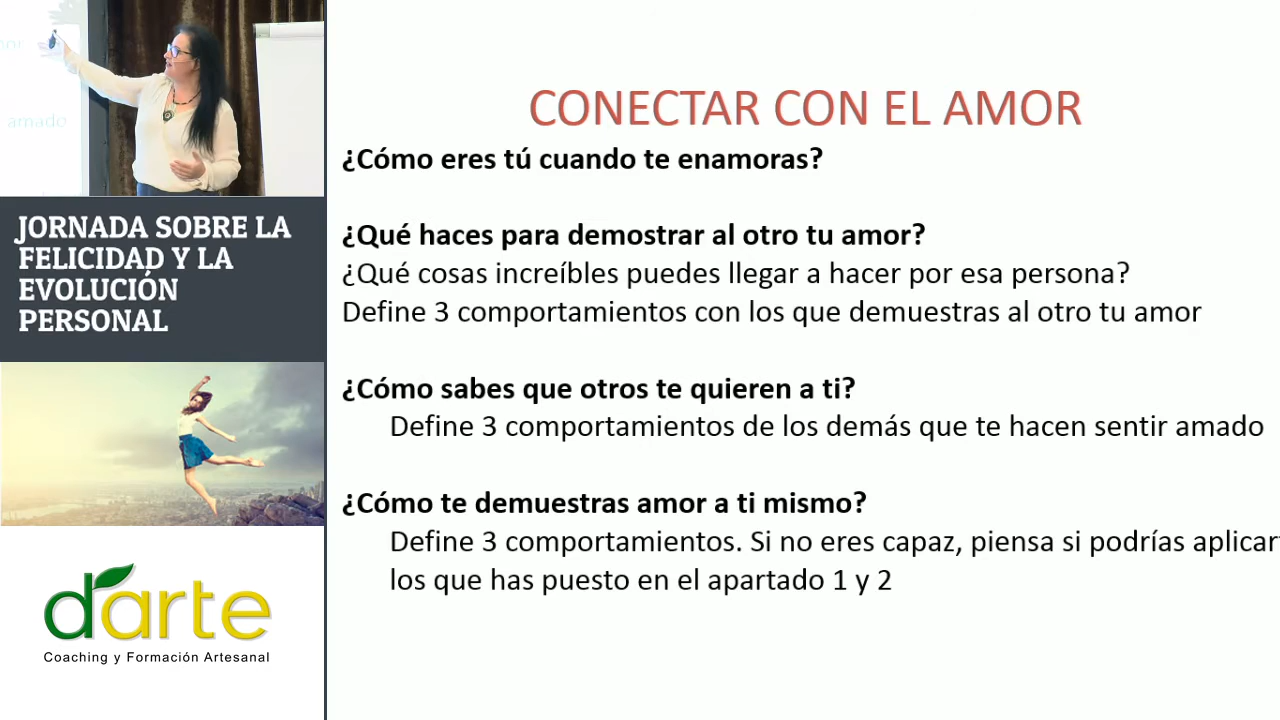 amado
JORNADA SOBRE LA
FELICIDAD Y LA
EVOLUCIÓN
PERSONAL
d'arte
Coaching y Formación Artesanal
CONECTAR CON EL AMOR
¿Cómo eres tú cuando te enamoras?
¿Qué haces para demostrar al otro tu amor?
¿Qué cosas increíbles puedes llegar a hacer por esa persona?
Define 3 comportamientos con los que demuestras al otro tu amor
¿Cómo sabes que otros te quieren a ti?
Define 3 comportamientos de los demás que te hacen sentir amado
¿Cómo te demuestras amor a ti mismo?
Define 3 comportamientos. Si no eres capaz, piensa si podrías aplicar
los que has puesto en el apartado 1 y 2